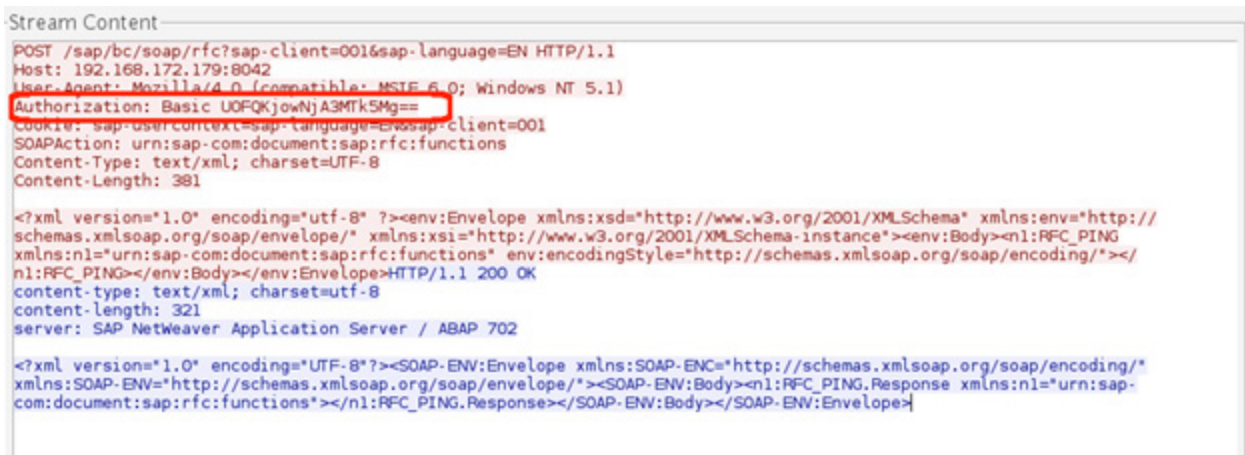 Stream Content
POST /sap/bc/soap/rfc?sap-client=001&sap-language=EN HTTP/1.1
Host: 192.168.172.179:8042
User-Agent: Mozilla/4.0 (compatible; MSIE 6.0; Windows NT 5.1)
Authorization: Basic U0FQKjowNjA3MTk5Mg==
Cookie: sap-usercontext=sap-language=EN&sap-client=001
SOAPAction: urn:sap-com:document:sap:rfc:functions
Content-Type: text/xml; charset=UTF-8
Content-Length: 381
<?xml version="1.0" encoding="utf-8" ?><env:Envelope xmlns:xsd="http://www.w3.org/2001/XMLSchema" xmlns:env="http://
schemas.xmlsoap.org/soap/envelope/" xmlns:xsi="http://www.w3.org/2001/XMLSchema-instance"><env:Body><n1:RFC_PING
xmlns:n1="urn:sap-com:document:sap:rfc:functions" env:encodingStyle="http://schemas.xmlsoap.org/soap/encoding/"></
n1:RFC_PING></env:Body></env:Envelope>HTTP/1.1 200 OK
content-type: text/xml; charset=utf-8
content-length: 321
server: SAP NetWeaver Application Server / ABAP 702
<?xml version="1.0" encoding="UTF-8"?><SOAP-ENV:Envelope xmlns:SOAP-ENC="http://schemas.xmlsoap.org/soap/encoding/"
xmlns:SOAP-ENV="http://schemas.xmlsoap.org/soap/envelope/"><SOAP-ENV:Body><n1:RFC_PING.Response xmlns:n1="urn:sap-
com:document:sap:rfc:functions"></n1:RFC_PING.Response></SOAP-ENV:Body></SOAP-ENV:Envelope>